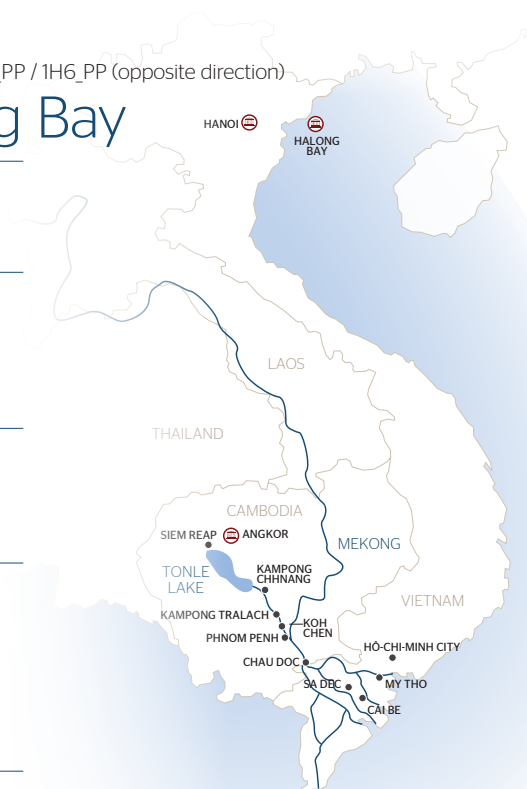 _PP / 1H6_PP (opposite direction)
g Bay
HANOI
HALONG
BAY
LAOS
THAILAND
CAMBODIA
SIEM REAP
ANGKOR
MEKONG
TONLE
LAKE
KAMPONG
CHHNANG
VIETNAM
KAMPONG TRALACH
KOH
CHEN
PHNOM PENH
HÔ-CHI-MINH CITY
CHAU DOC
SA DEC
MY THO
CAI BE